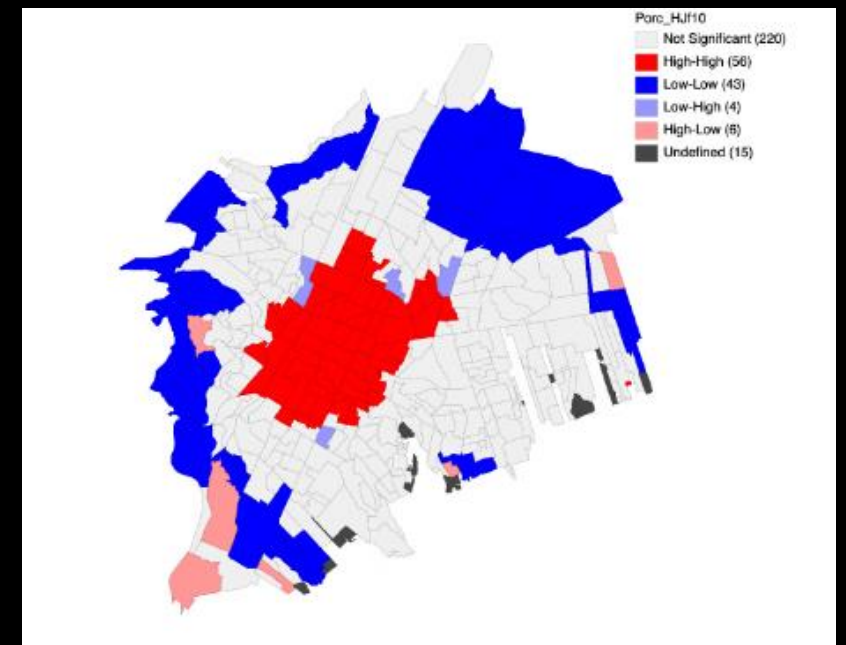 Porc_HJf10
Not Significant (220)
High-High (56)
Low-Low (43)
Low-High (4)
High-Low (6)
Undefined (15)